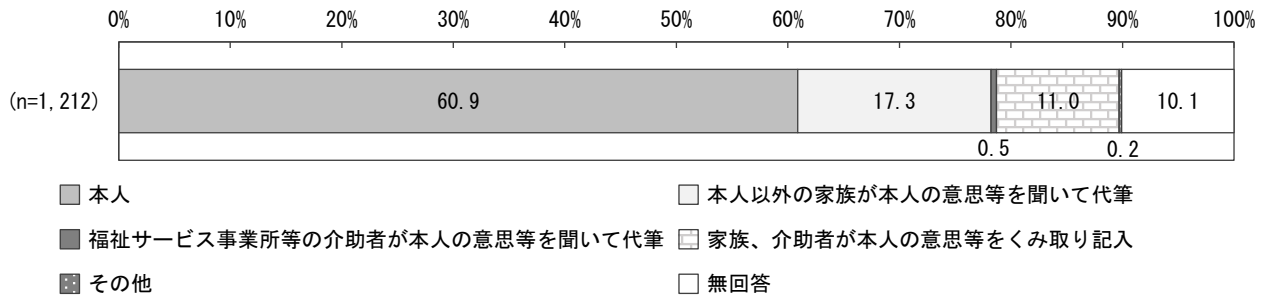 0% 10% 20% 30% 40% 50% 60% 70% 80% 90% 100%
(n=1,212) 60.9 17.3 11.0 10.1
0.5 0.2
本人 本人以外の家族が本人の意思等を聞いて代筆
福祉サービス事業所等の介助者が本人の意思等を聞いて代筆 家族、介助者が本人の意思等をくみ取り記入
その他 無回答